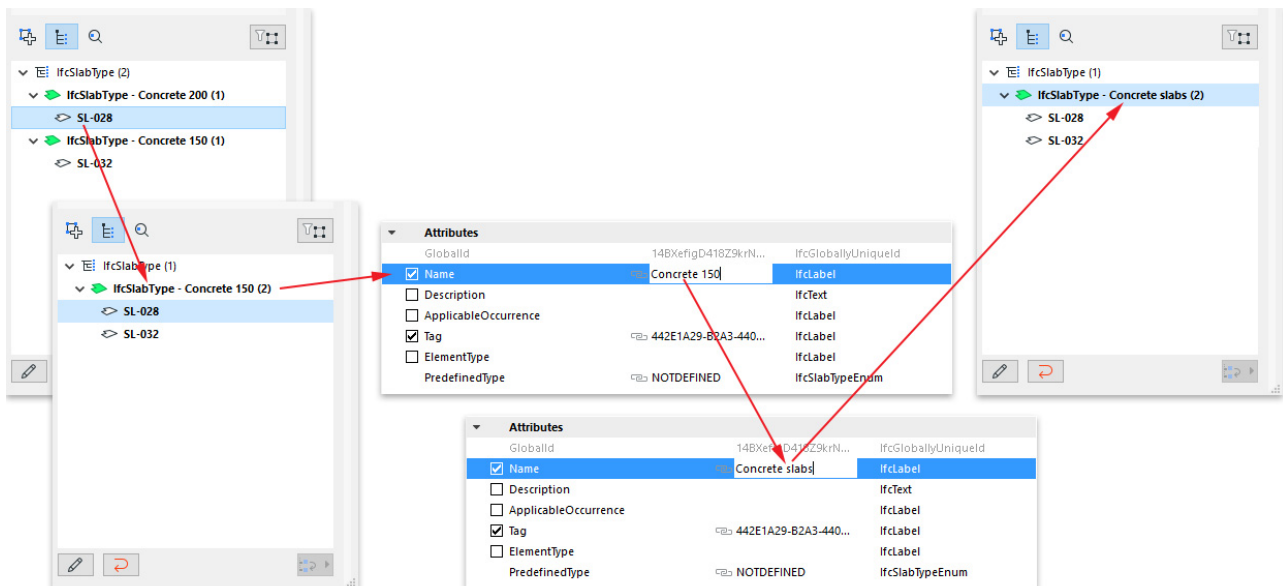 IfcSlabType (2)
IfcSlabType - Concrete 200 (1)
SL-028
IfcSlabType - Concrete 150 (1)
SL-032
IfcSlabType (1)
IfcSlabType - Concrete 150 (2)
SL-028
SL-032
Attributes
GlobalId 14BXefigD418Z9krN... IfcGloballyUniqueId
Name Concrete 150 IfcLabel
Description IfcText
ApplicableOccurrence IfcLabel
Tag 442E1A29-B2A3-440... IfcLabel
ElementType IfcLabel
PredefinedType NOTDEFINED IfcSlabTypeEnum
Attributes
GlobalId 14BXefigD418Z9krN... IfcGloballyUniqueId
Name Concrete slabs IfcLabel
Description IfcText
ApplicableOccurrence IfcLabel
Tag 442E1A29-B2A3-440... IfcLabel
ElementType IfcLabel
PredefinedType NOTDEFINED IfcSlabTypeEnum
IfcSlabType (1)
IfcSlabType - Concrete slabs (2)
SL-028
SL-032